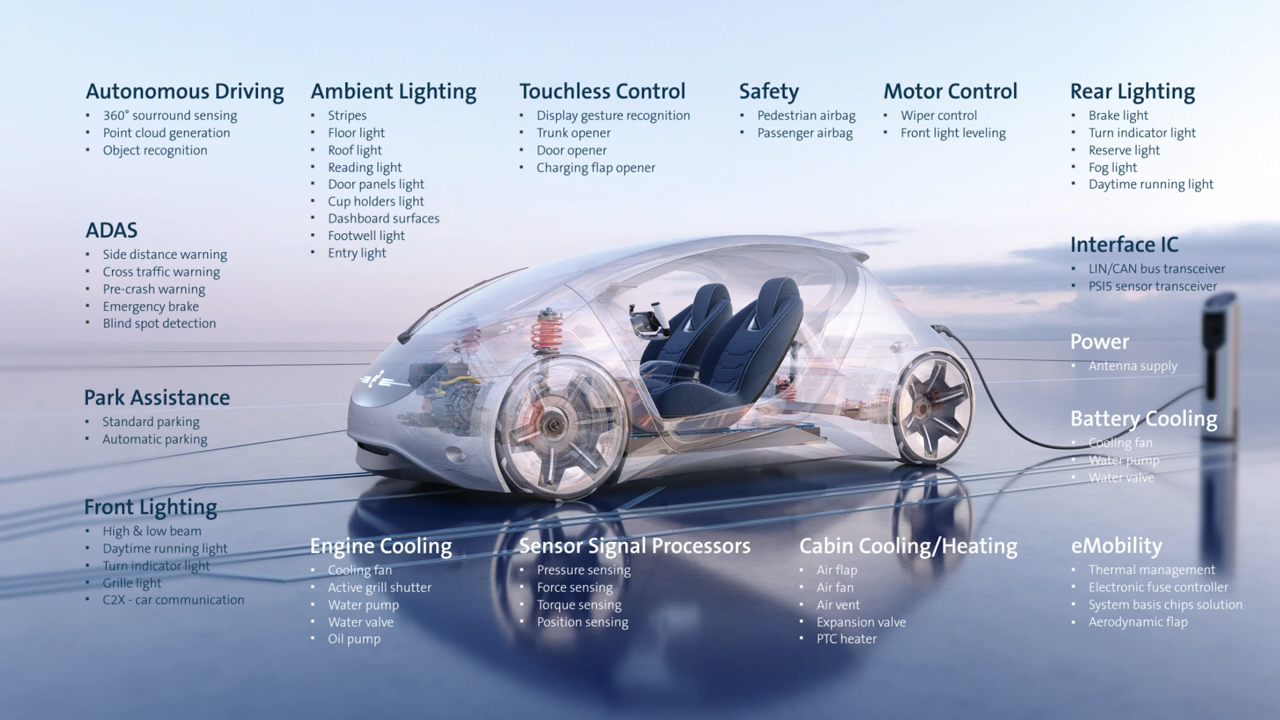 Autonomous Driving
360° sourround sensing
Point cloud generation
Object recognition
Ambient Lighting
Stripes
Floor light
Roof light
Reading light
Door panels light
Cup holders light
Dashboard surfaces
Footwell light
Entry light
Touchless Control
Display gesture recognition
Trunk opener
Door opener
Charging flap opener
Safety
Pedestrian airbag
Passenger airbag
Motor Control
Wiper control
Front light leveling
Rear Lighting
Brake light
Turn indicator light
Reserve light
Fog light
Daytime running light
ADAS
Side distance warning
Cross traffic warning
Pre-crash warning
Emergency brake
Blind spot detection
Interface IC
LIN/CAN bus transceiver
PSI5 sensor transceiver
Power
Antenna supply
Park Assistance
Standard parking
Automatic parking
Battery Cooling
Cooling fan
Water pump
Water valve
Front Lighting
High & low beam
Daytime running light
Turn indicator light
Grille light
C2X - car communication
Engine Cooling
Cooling fan
Active grill shutter
Water pump
Water valve
Oil pump
Sensor Signal Processors
Pressure sensing
Force sensing
Torque sensing
Position sensing
Cabin Cooling/Heating
Air flap
Air fan
Air vent
Expansion valve
PTC heater
eMobility
Thermal management
Electronic fuse controller
System basis chips solution
Aerodynamic flap